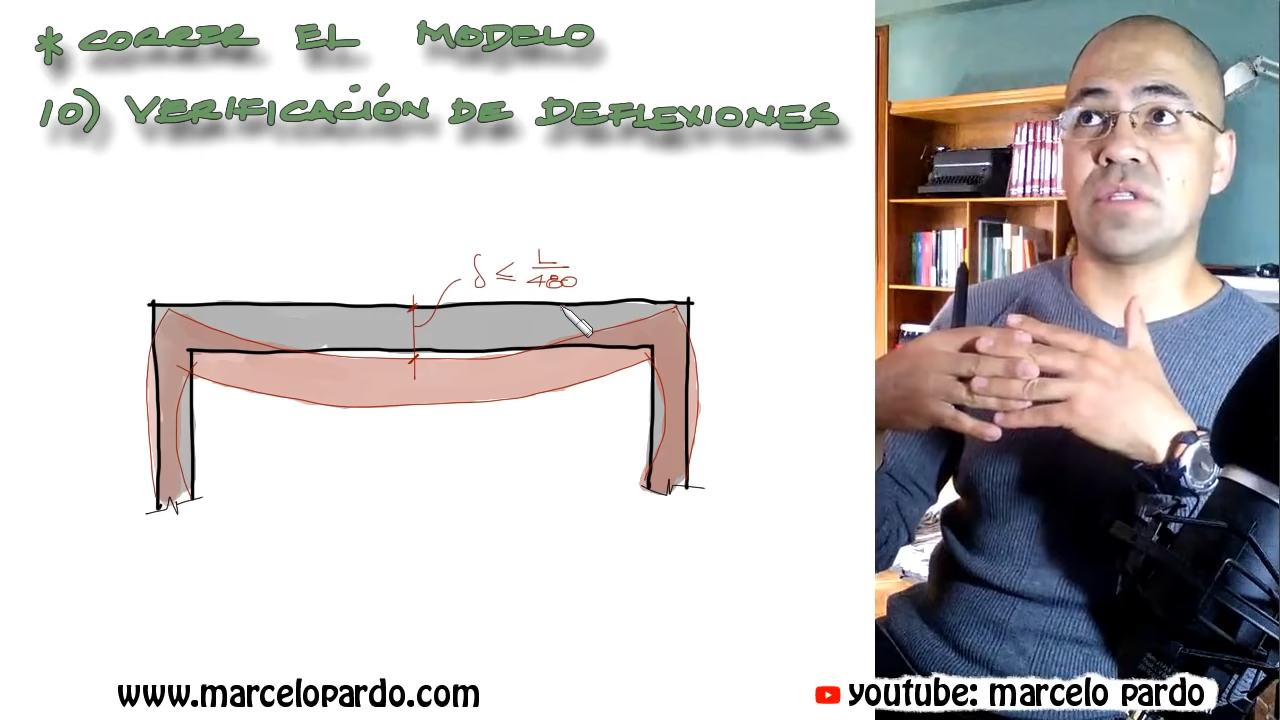 * CORRER EL MODELO
10) VERIFICACIÓN DE DEFLEXIONES
δ ≤ L/480
www.marcelopardo.com
youtube: marcelo pardo